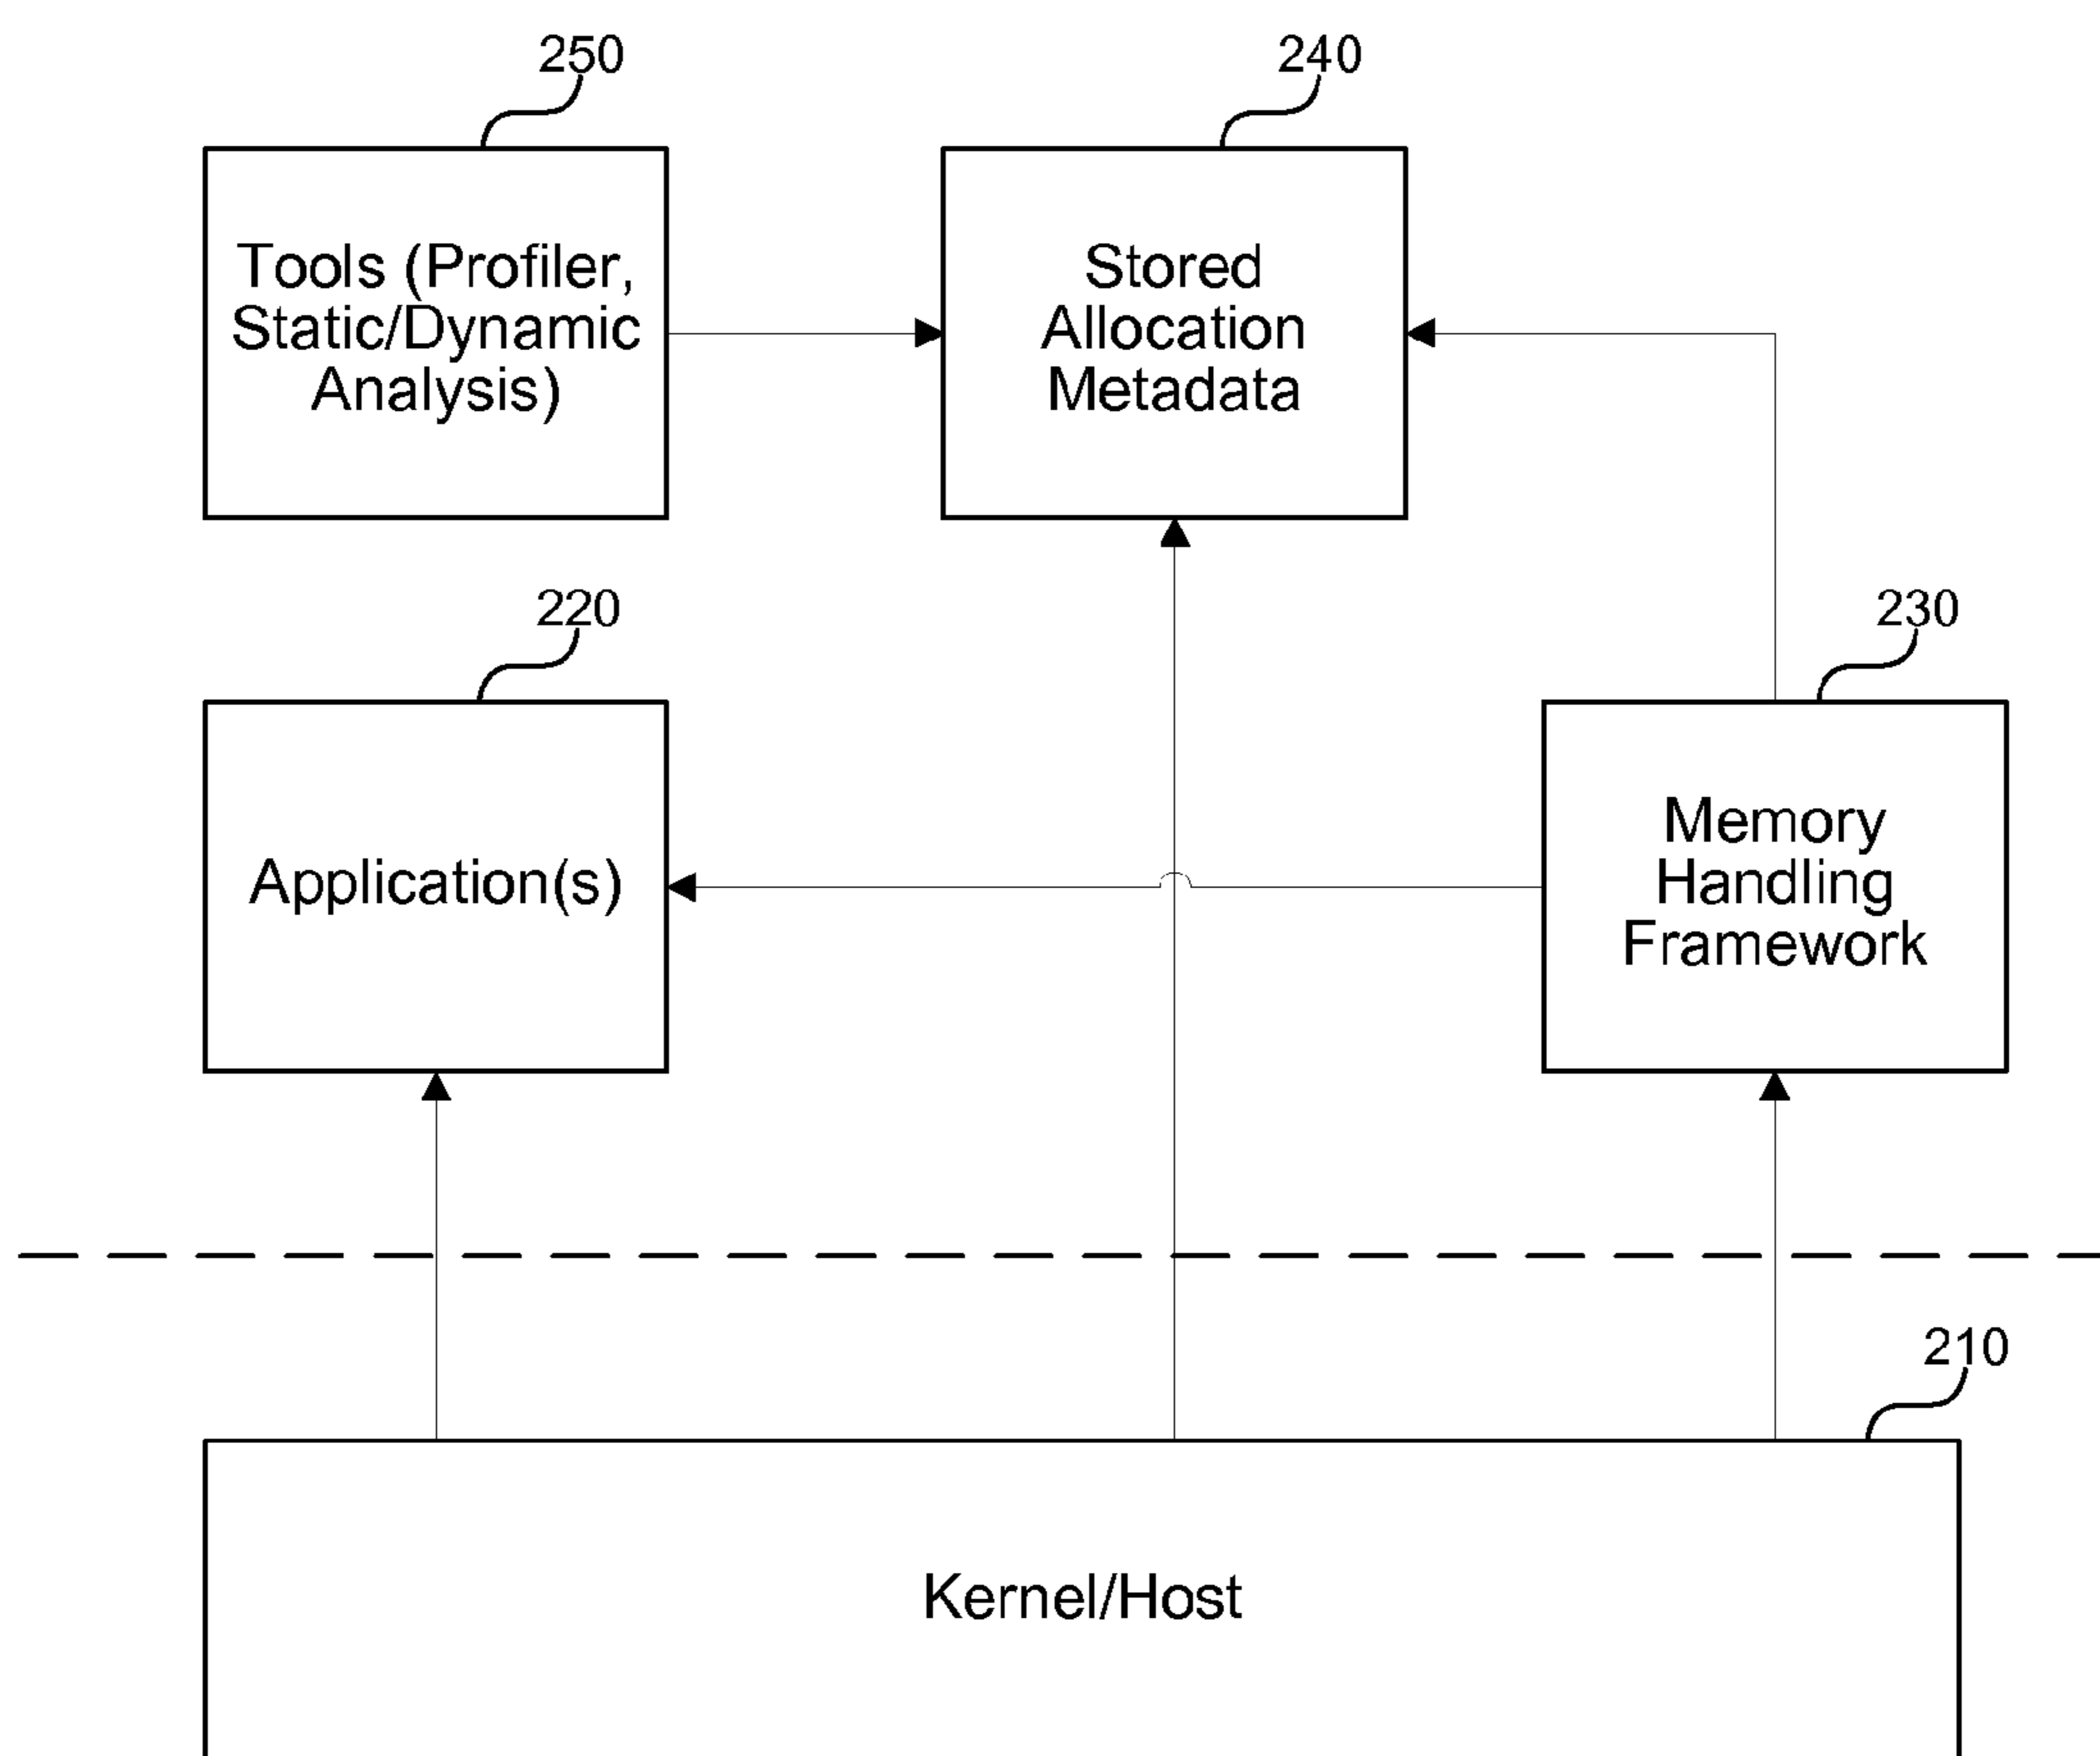 250
240
Tools (Profiler,
Static/Dynamic
Analysis)
Stored
Allocation
Metadata
220
230
Application(s)
Memory
Handling
Framework
210
Kernel/Host